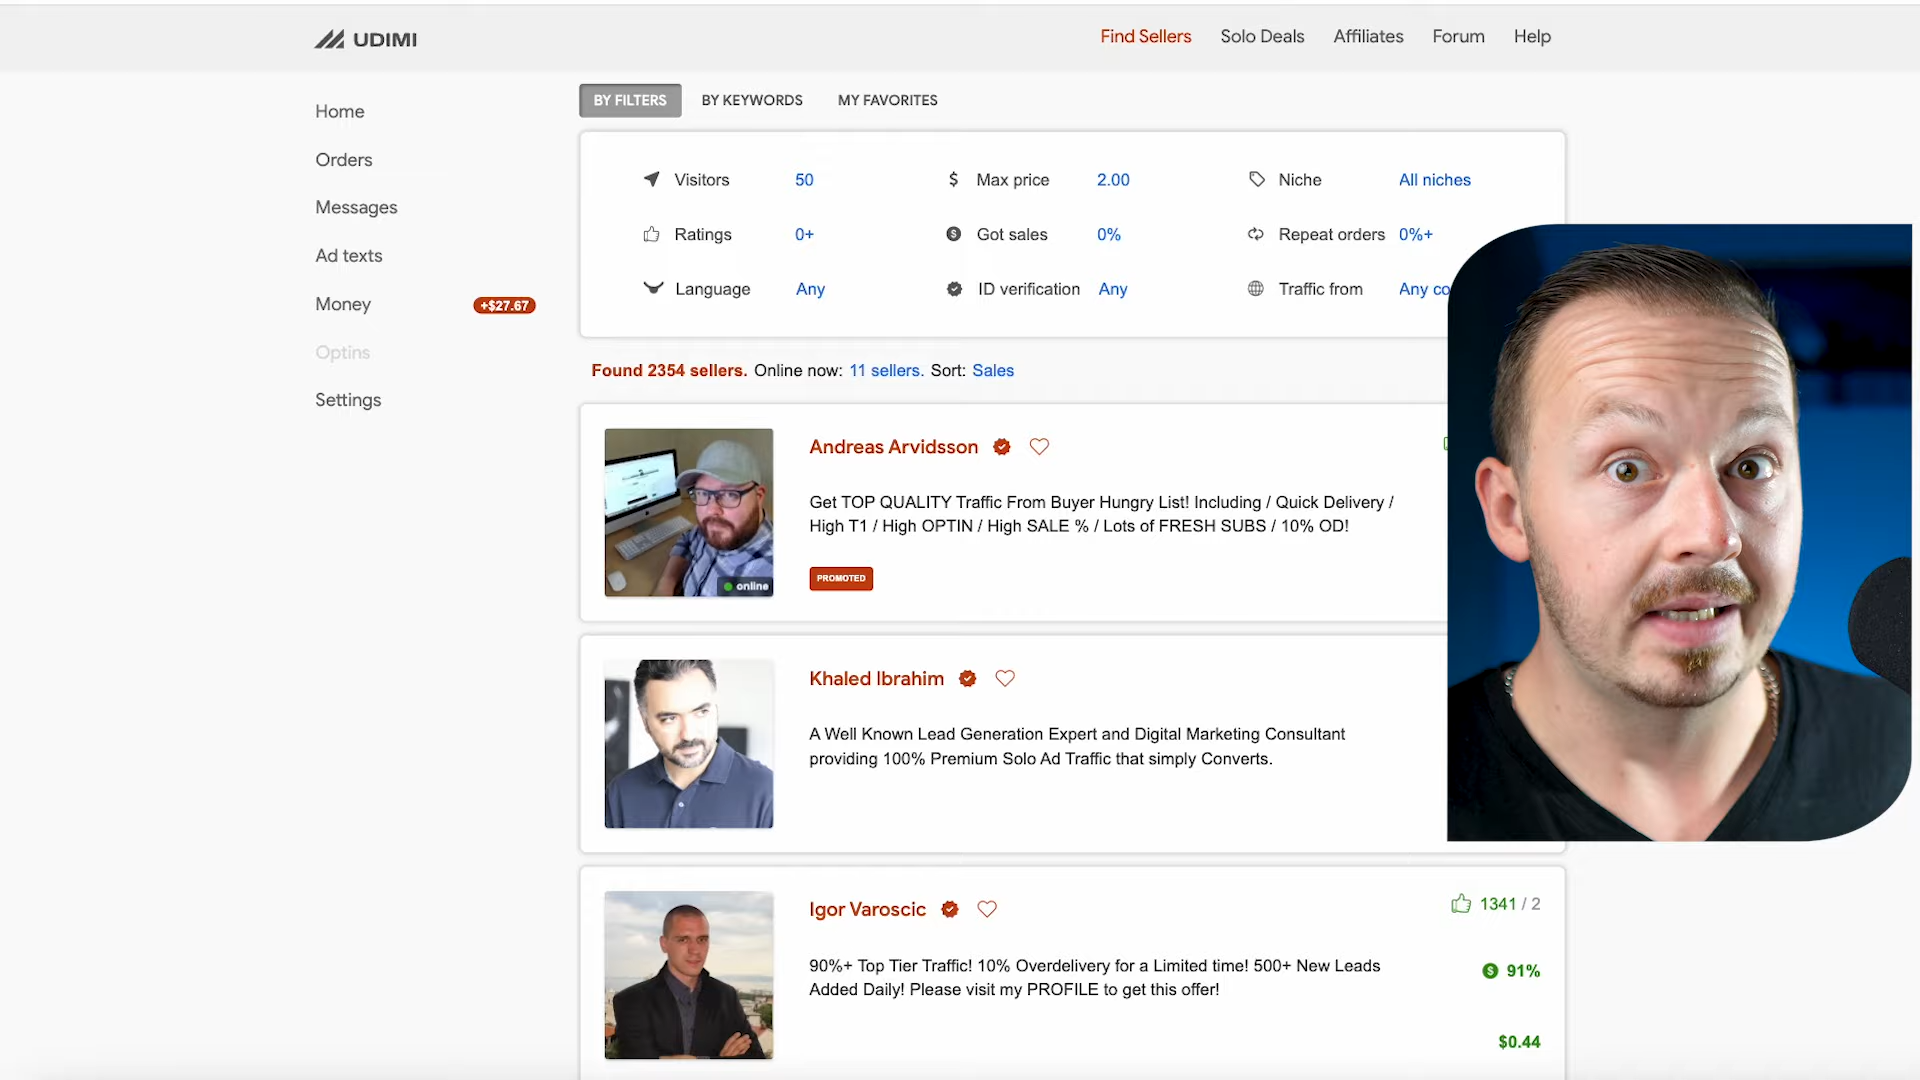 UDIMI
Find Sellers
Solo Deals
Affiliates
Forum
Help
Home
Orders
Messages
Ad texts
Money
+$27.67
Optins
Settings
BY FILTERS
BY KEYWORDS
MY FAVORITES
Visitors 50
Max price 2.00
Niche All niches
Ratings 0+
Got sales 0%
Repeat orders 0%+
Language Any
ID verification Any
Traffic from Any co
Found 2354 sellers. Online now: 11 sellers. Sort: Sales
Andreas Arvidsson
Get TOP QUALITY Traffic From Buyer Hungry List! Including / Quick Delivery /
High T1 / High OPTIN / High SALE % / Lots of FRESH SUBS / 10% OD!
online
PROMOTED
Khaled Ibrahim
A Well Known Lead Generation Expert and Digital Marketing Consultant
providing 100% Premium Solo Ad Traffic that simply Converts.
Igor Varoscic
1341 / 2
90%+ Top Tier Traffic! 10% Overdelivery for a Limited time! 500+ New Leads
Added Daily! Please visit my PROFILE to get this offer!
91%
$0.44